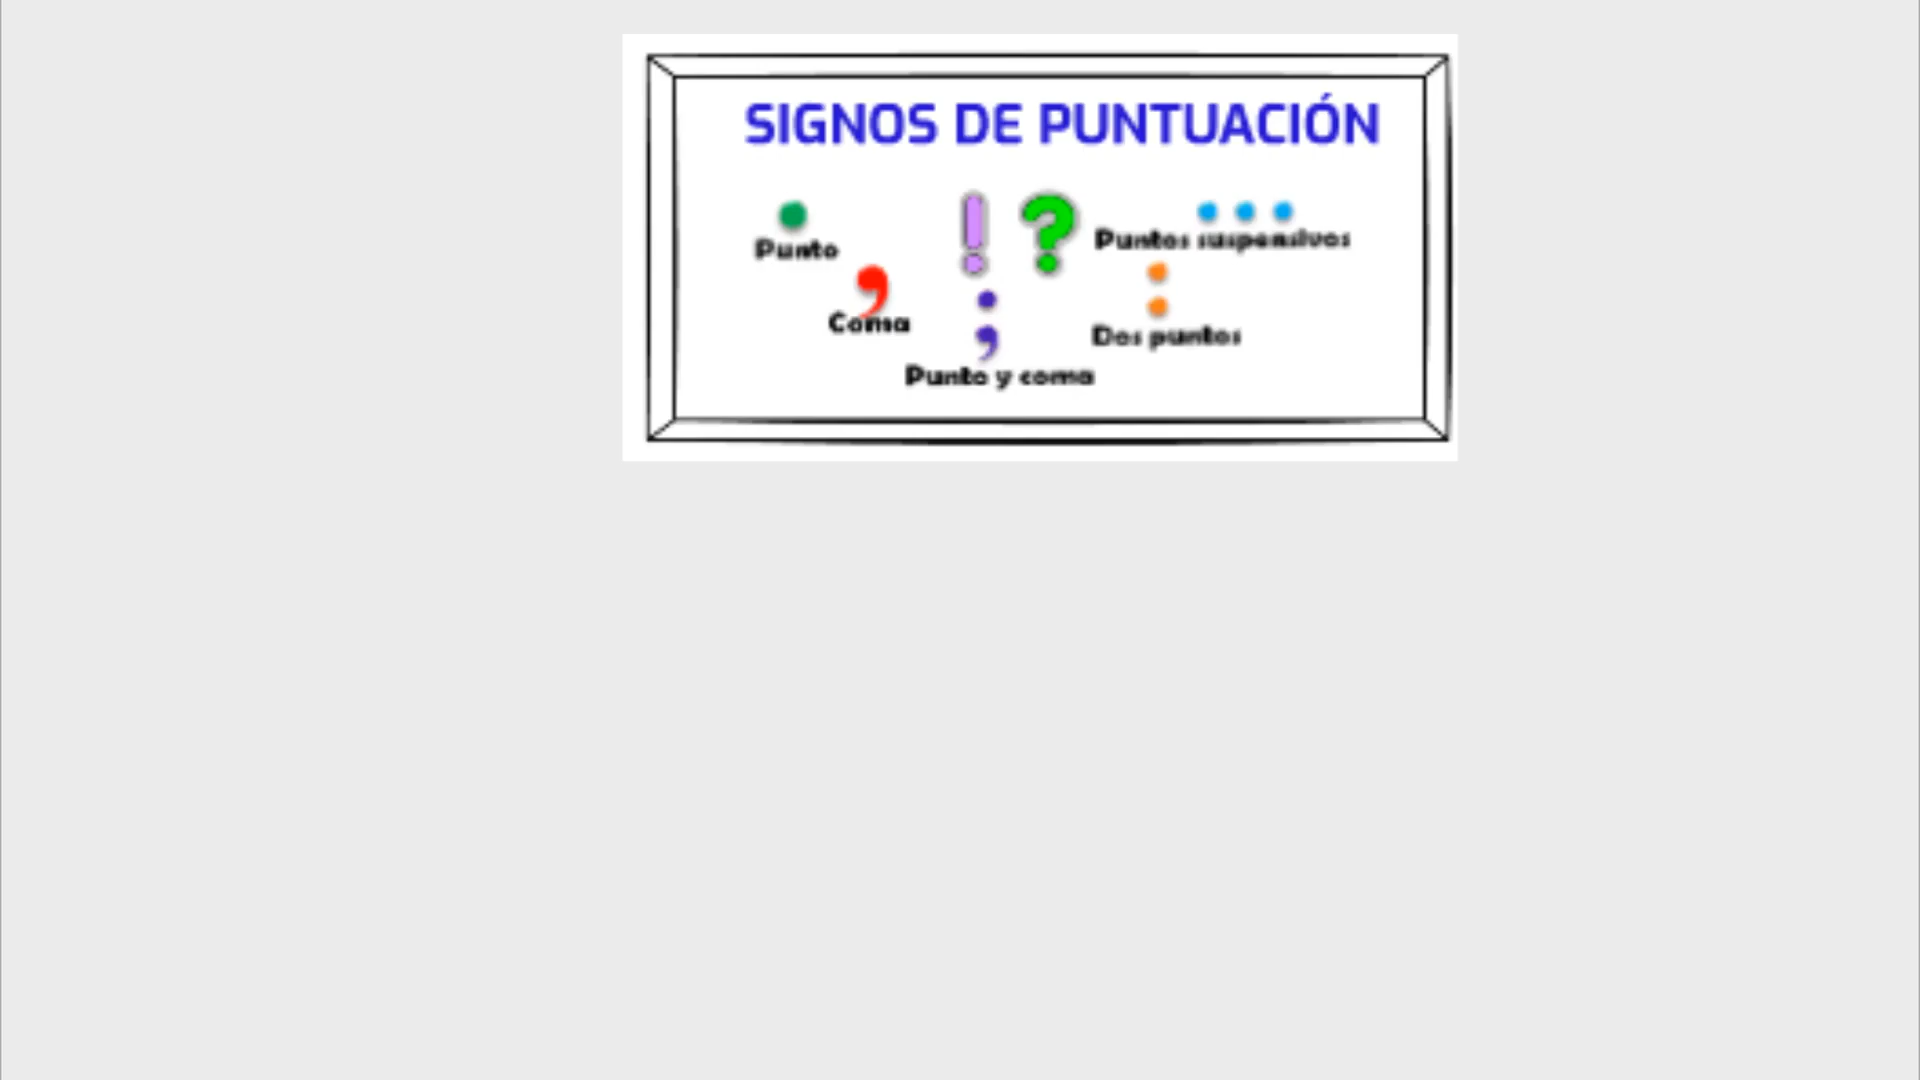 SIGNOS DE PUNTUACIÓN
! ?
Punto
Puntos suspensivos
Coma
Dos puntos
Punto y coma